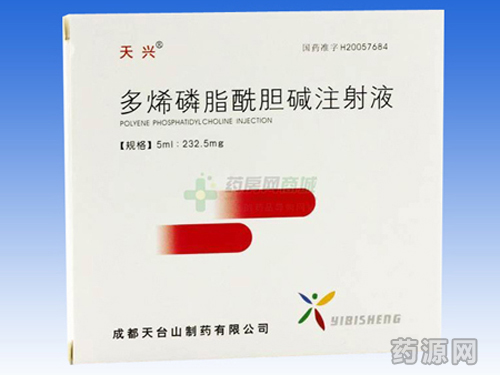 天兴®
国药准字H20057684
多烯磷脂酰胆碱注射液
POLYENE PHOSPHATIDYLCHOLINE INJECTION
【规格】5ml:232.5mg
药房网商城
YIBISHENG
成都天台山制药有限公司
药源网